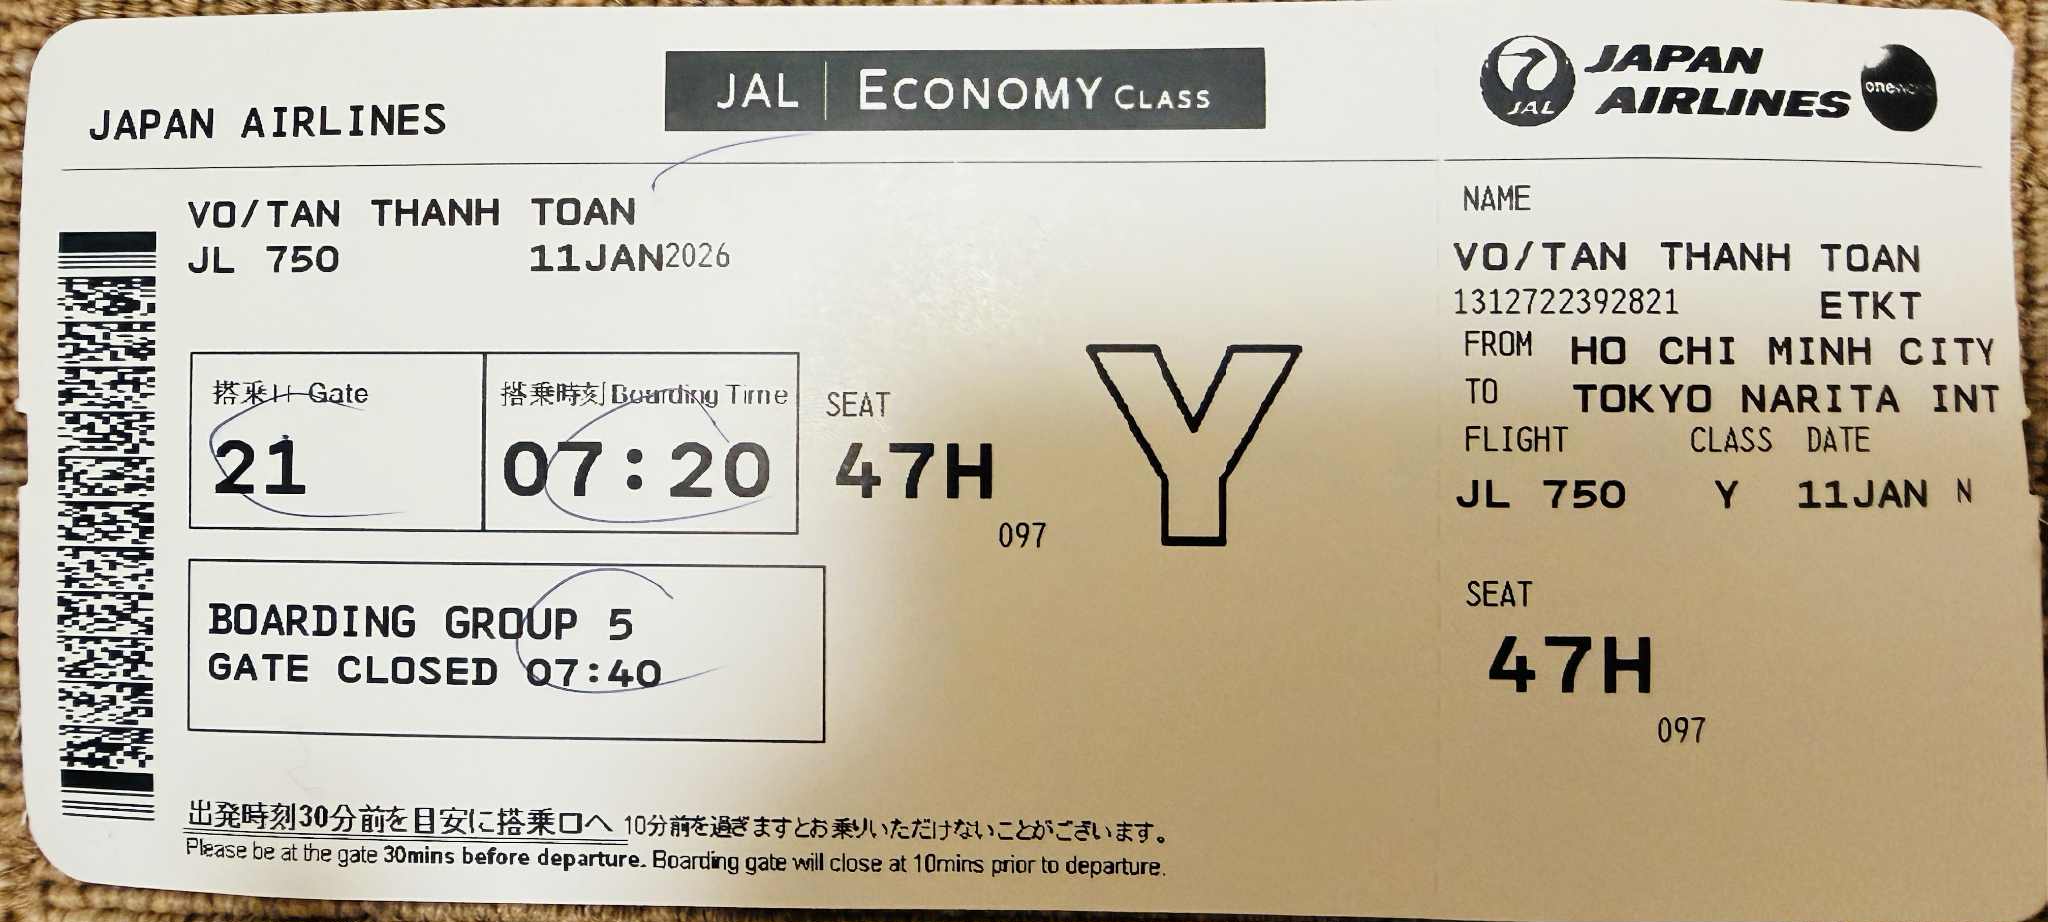 JAPAN AIRLINES
JAL | ECONOMY CLASS
VO/TAN THANH TOAN
JL 750 11JAN2026
搭乗口 Gate
21
搭乗時刻 Boarding Time
07:20
SEAT
47H
097
Y
BOARDING GROUP 5
GATE CLOSED 07:40
出発時刻30分前を目安に搭乗口へ 10分前を過ぎますとお乗りいただけないことがございます。
Please be at the gate 30mins before departure. Boarding gate will close at 10mins prior to departure.
JAL
JAPAN
AIRLINES
oneworld
NAME
VO/TAN THANH TOAN
1312722392821 ETKT
FROM HO CHI MINH CITY
TO TOKYO NARITA INT
FLIGHT CLASS DATE
JL 750 Y 11JAN N
SEAT
47H
097